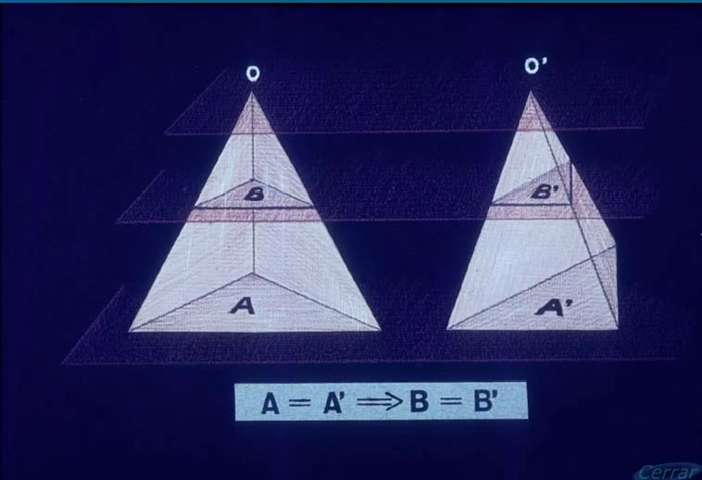 O
O'
B
B'
A
A'
A = A' ⟹ B = B'
Cerrar